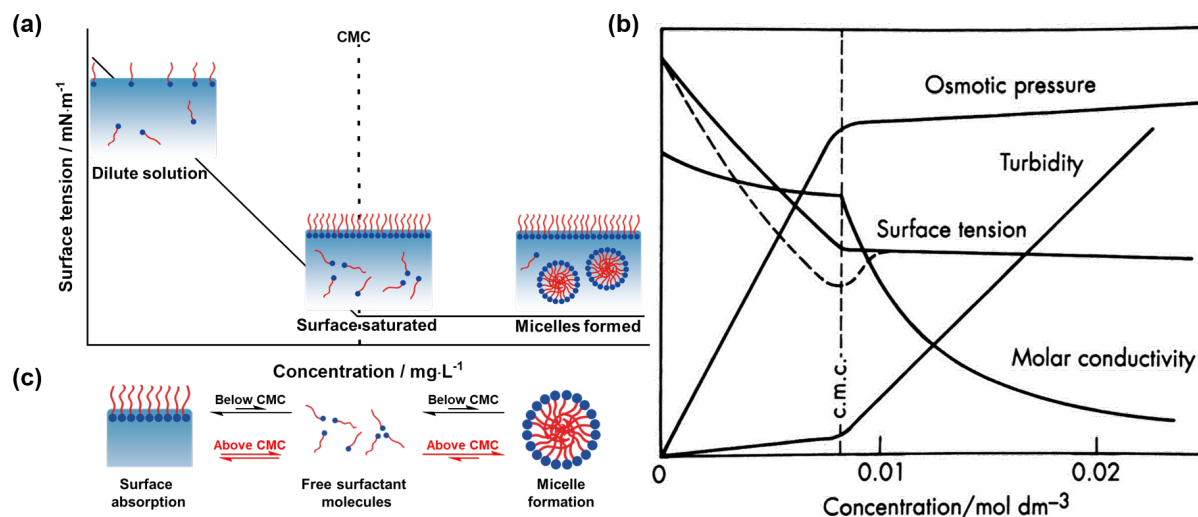 (a)
CMC
Surface tension / mN·m-1
Dilute solution
Surface saturated
Micelles formed
Concentration / mg·L-1
(b)
Osmotic pressure
Turbidity
Surface tension
Molar conductivity
c.m.c.
0
0.01
0.02
Concentration/mol dm−3
(c)
Below CMC
Below CMC
Above CMC
Above CMC
Surface
absorption
Free surfactant
molecules
Micelle
formation